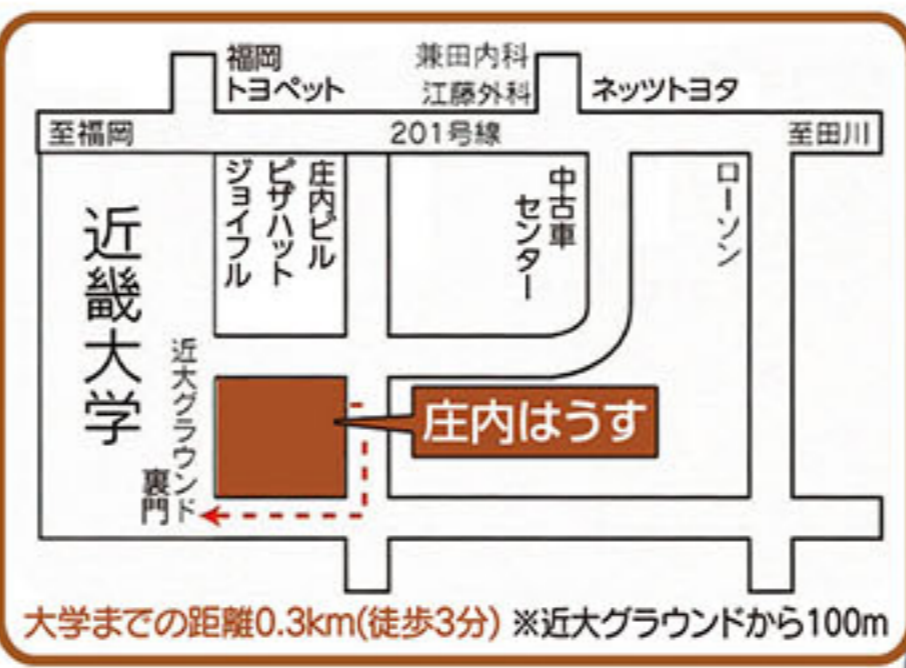 福岡
トヨペット
兼田内科
江藤外科
ネッツトヨタ
至福岡
201号線
至田川
庄内ビル
ピザハット
ジョイフル
中古車
センター
ローソン
近畿大学
近大グラウンド
裏門
庄内はうす
大学までの距離0.3km(徒歩3分) ※近大グラウンドから100m